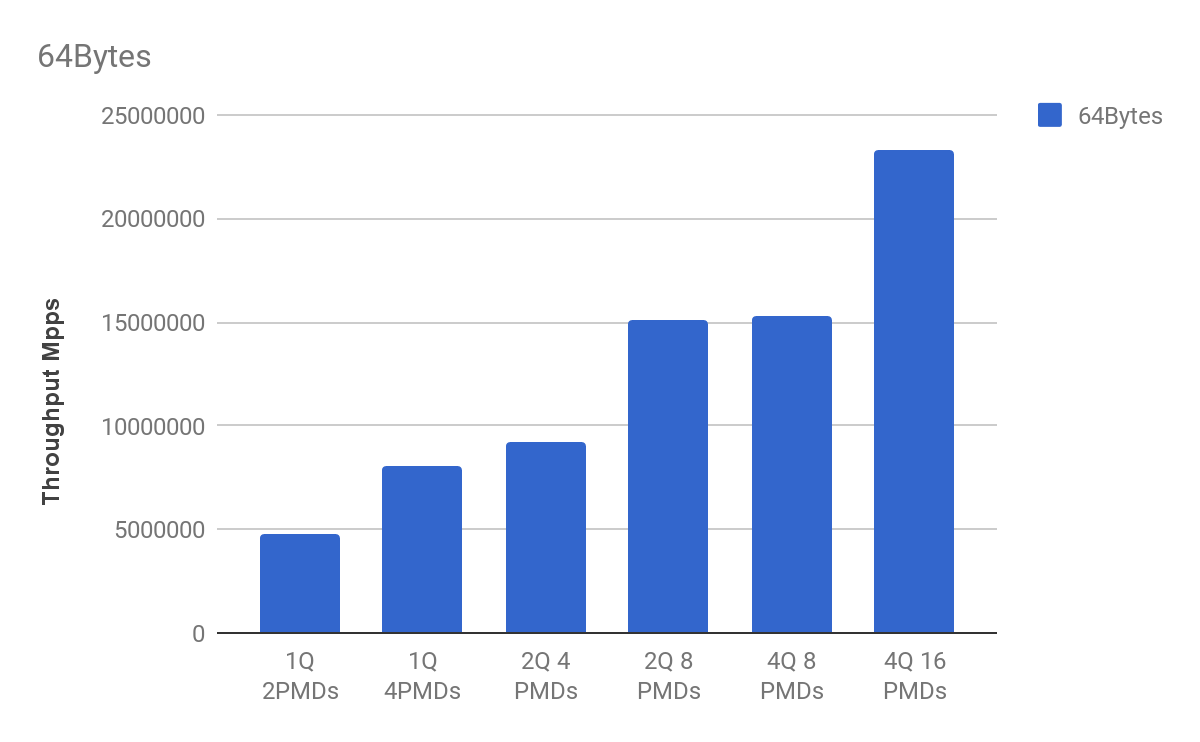 64Bytes
64Bytes
Throughput Mpps
25000000
20000000
15000000
10000000
5000000
0
1Q
2PMDs
1Q
4PMDs
2Q 4
PMDs
2Q 8
PMDs
4Q 8
PMDs
4Q 16
PMDs